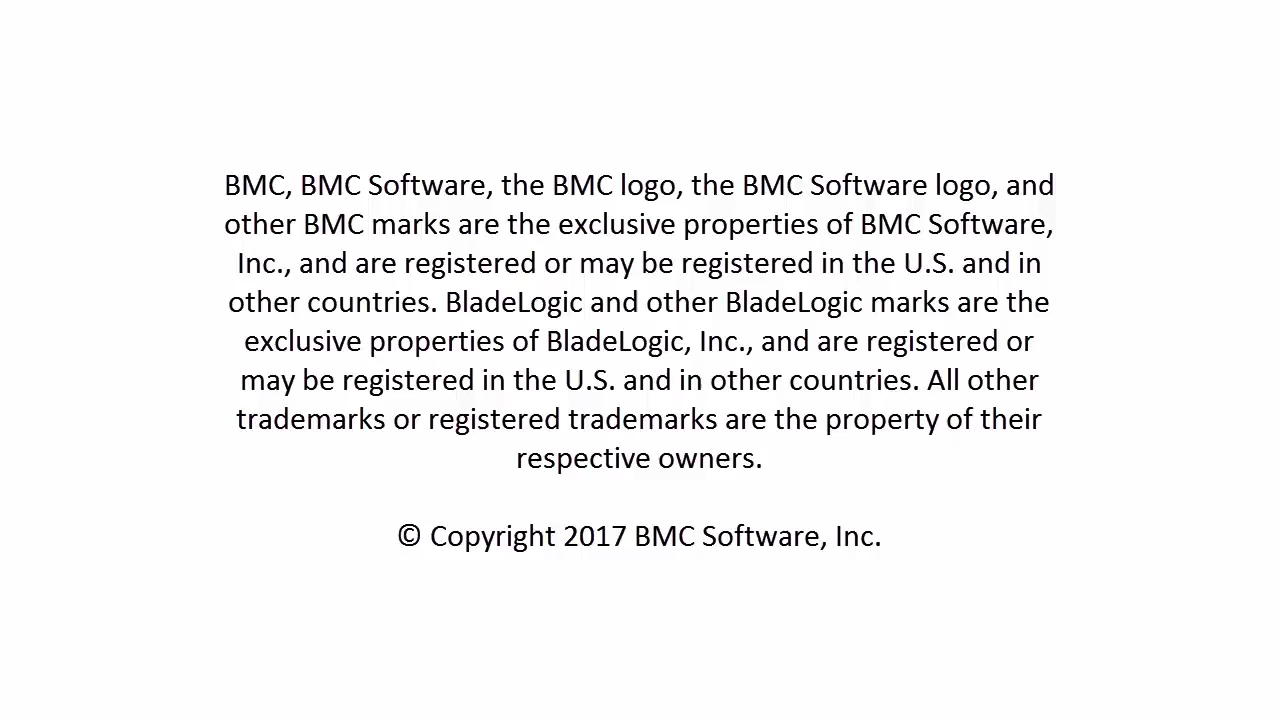 BMC, BMC Software, the BMC logo, the BMC Software logo, and
other BMC marks are the exclusive properties of BMC Software,
Inc., and are registered or may be registered in the U.S. and in
other countries. BladeLogic and other BladeLogic marks are the
exclusive properties of BladeLogic, Inc., and are registered or
may be registered in the U.S. and in other countries. All other
trademarks or registered trademarks are the property of their
respective owners.
© Copyright 2017 BMC Software, Inc.